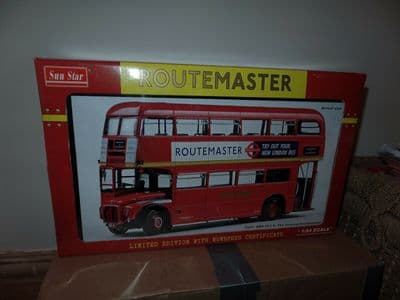 Sun Star
ROUTEMASTER
ROUTEMASTER
TRY OUT YOUR
NEW LONDON BUS
LIMITED EDITION WITH NUMBERED CERTIFICATE
1:24 SCALE